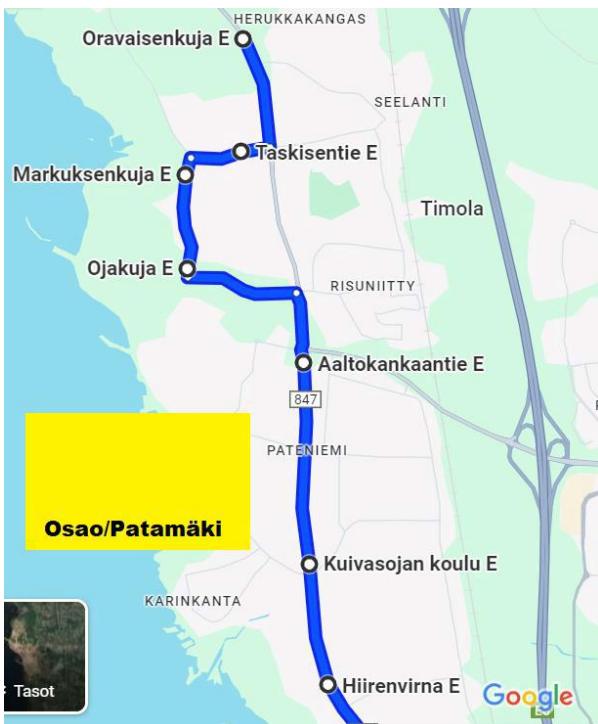 HERUKKAKANGAS
Oravaisenkuja E
SEELANTI
Taskisentie E
Markuksenkuja E
Timola
Ojakuja E
RISUNIITTY
Aaltokankaantie E
847
PATENIEMI
Osao/Patamäki
Kuivasojan koulu E
KARINKANTA
Tasot
Hiirenvirna E
Google